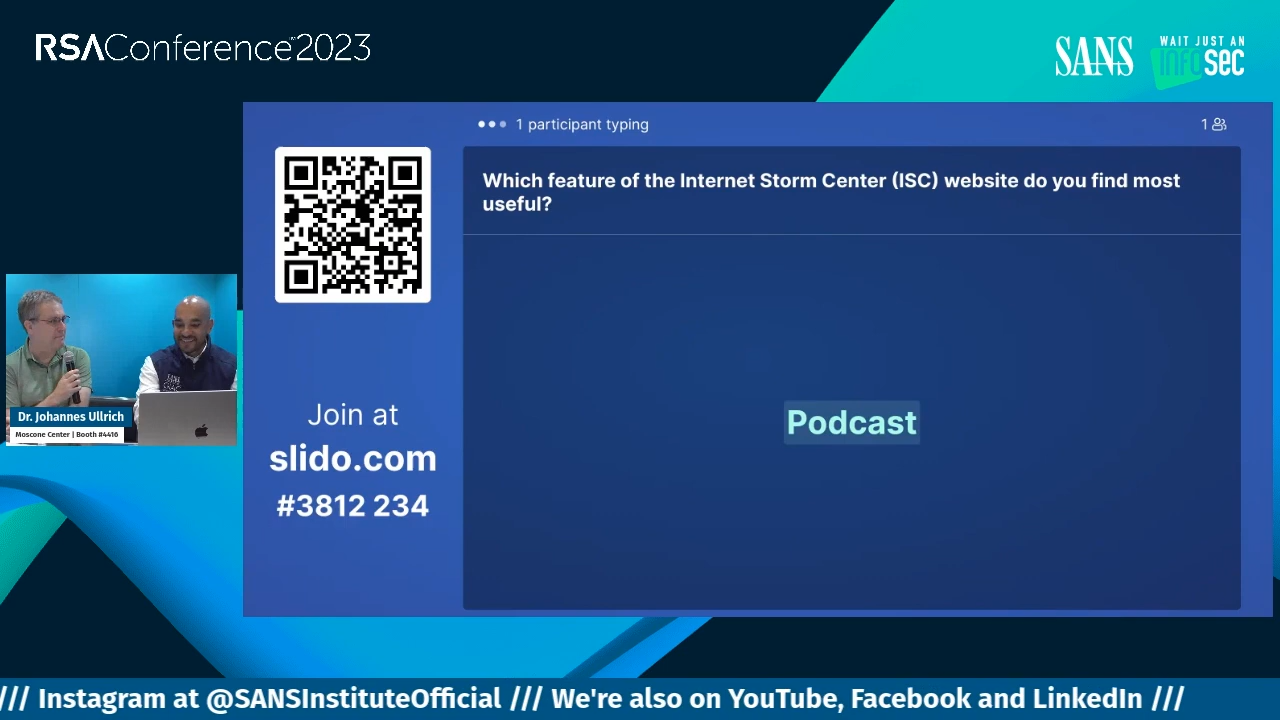 RSAConference™2023
SANS
WAIT JUST AN
INFOSEC
1 participant typing
1
Which feature of the Internet Storm Center (ISC) website do you find most
useful?
Podcast
Join at
slido.com
#3812 234
Dr. Johannes Ullrich
Moscone Center | Booth #4416
/// Instagram at @SANSInstituteOfficial /// We're also on YouTube, Facebook and LinkedIn ///